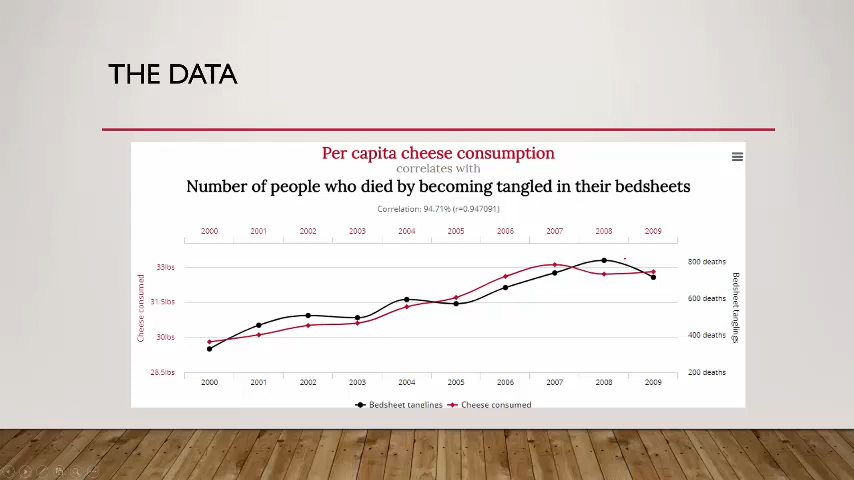 THE DATA
Per capita cheese consumption
correlates with
Number of people who died by becoming tangled in their bedsheets
Correlation: 94.71% (r=0.947091)
2000 2001 2002 2003 2004 2005 2006 2007 2008 2009
Cheese consumed
33lbs
31.5lbs
30lbs
28.5lbs
800 deaths
600 deaths
400 deaths
200 deaths
Bedsheet tanglings
2000 2001 2002 2003 2004 2005 2006 2007 2008 2009
Bedsheet tanglings Cheese consumed